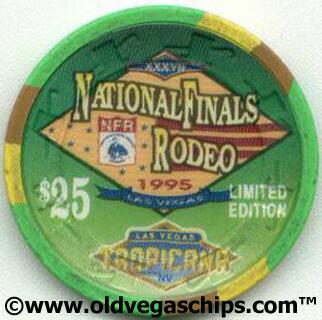 XXXVII
NATIONAL FINALS
NFR
RODEO
1995
LAS VEGAS
$25
LIMITED
EDITION
LAS VEGAS
TROPICANA
NV
©www.oldvegaschips.com™